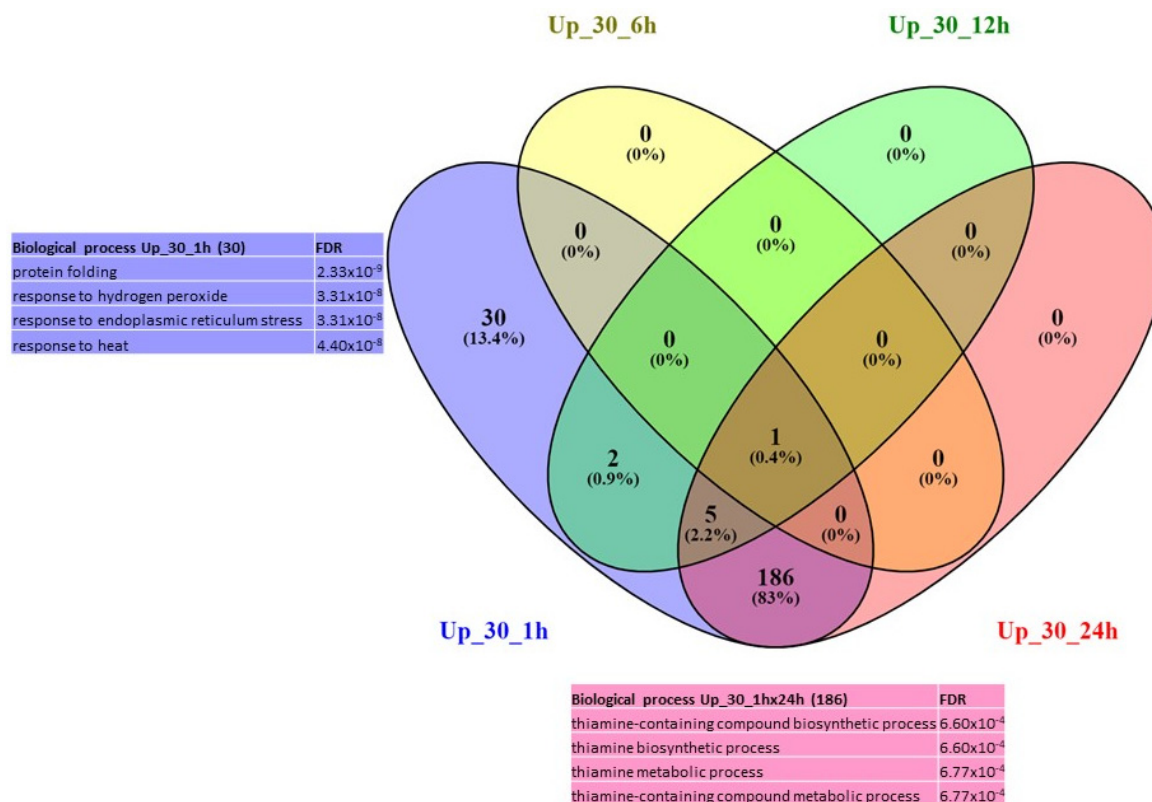 Up_30_6h
Up_30_12h
0
(0%)
0
(0%)
0
(0%)
0
(0%)
0
(0%)
Biological process Up_30_1h (30) FDR
protein folding 2.33x10⁻⁹
response to hydrogen peroxide 3.31x10⁻⁸
response to endoplasmic reticulum stress 3.31x10⁻⁸
response to heat 4.40x10⁻⁸
30
(13.4%)
0
(0%)
0
(0%)
0
(0%)
1
(0.4%)
2
(0.9%)
0
(0%)
5
(2.2%)
0
(0%)
186
(83%)
Up_30_1h
Up_30_24h
Biological process Up_30_1hx24h (186) FDR
thiamine-containing compound biosynthetic process 6.60x10⁻⁴
thiamine biosynthetic process 6.60x10⁻⁴
thiamine metabolic process 6.77x10⁻⁴
thiamine-containing compound metabolic process 6.77x10⁻⁴